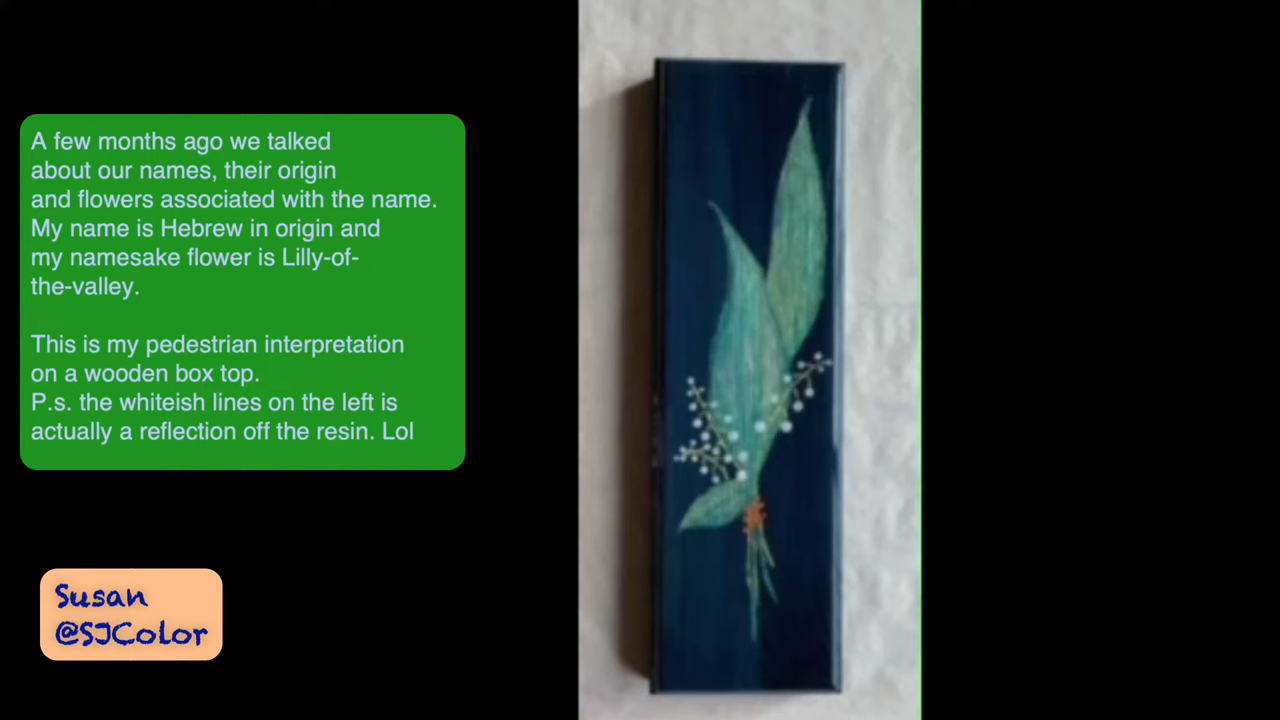 A few months ago we talked
about our names, their origin
and flowers associated with the name.
My name is Hebrew in origin and
my namesake flower is Lilly-of-
the-valley.
This is my pedestrian interpretation
on a wooden box top.
P.s. the whiteish lines on the left is
actually a reflection off the resin. Lol
Susan
@SJColor